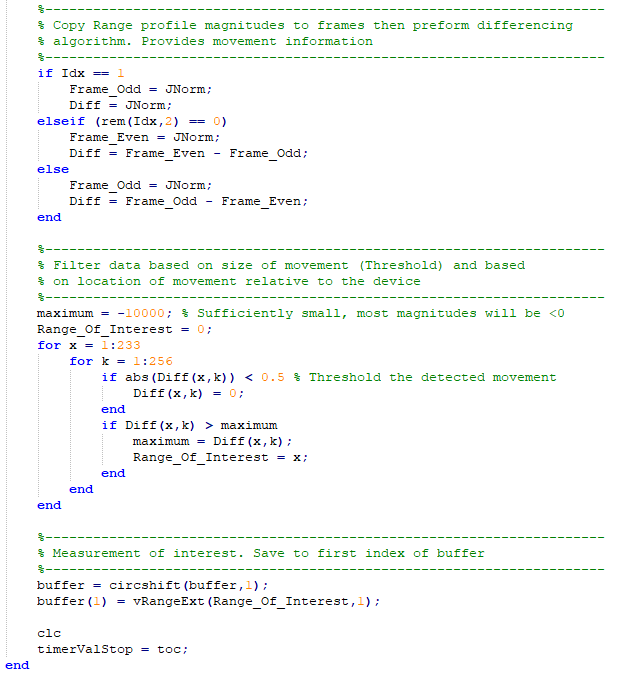 %----------------------------------------------------------------------
% Copy Range profile magnitudes to frames then preform differencing
% algorithm. Provides movement information
%----------------------------------------------------------------------
if Idx == 1
Frame_Odd = JNorm;
Diff = JNorm;
elseif (rem(Idx,2) == 0)
Frame_Even = JNorm;
Diff = Frame_Even - Frame_Odd;
else
Frame_Odd = JNorm;
Diff = Frame_Odd - Frame_Even;
end
%----------------------------------------------------------------------
% Filter data based on size of movement (Threshold) and based
% on location of movement relative to the device
%----------------------------------------------------------------------
maximum = -10000; % Sufficiently small, most magnitudes will be <0
Range_Of_Interest = 0;
for x = 1:233
for k = 1:256
if abs(Diff(x,k)) < 0.5 % Threshold the detected movement
Diff(x,k) = 0;
end
if Diff(x,k) > maximum
maximum = Diff(x,k);
Range_Of_Interest = x;
end
end
end
%----------------------------------------------------------------------
% Measurement of interest. Save to first index of buffer
%----------------------------------------------------------------------
buffer = circshift(buffer,1);
buffer(1) = vRangeExt(Range_Of_Interest,1);
clc
timerValStop = toc;
end